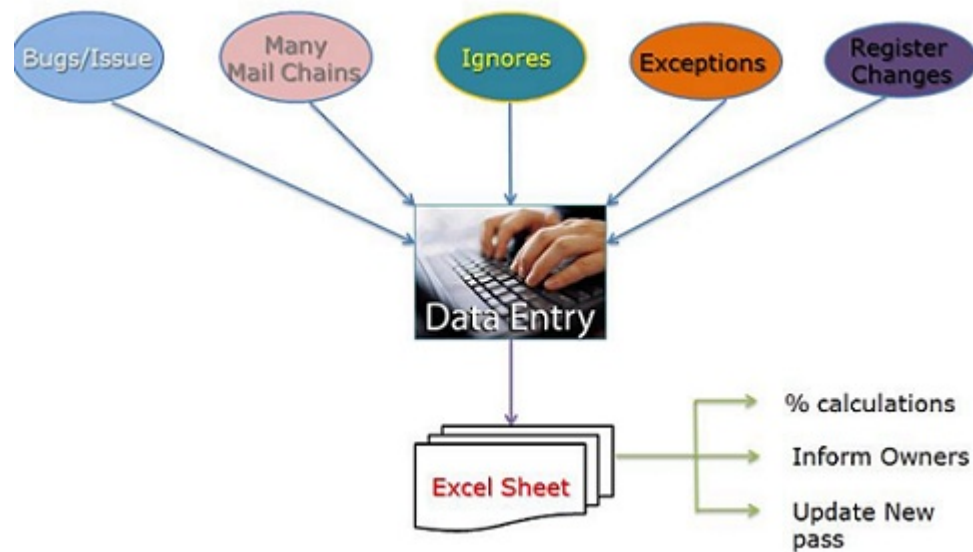 Bugs/Issue
Many
Mail Chains
Ignores
Exceptions
Register
Changes
Data Entry
Excel Sheet
% calculations
Inform Owners
Update New
pass